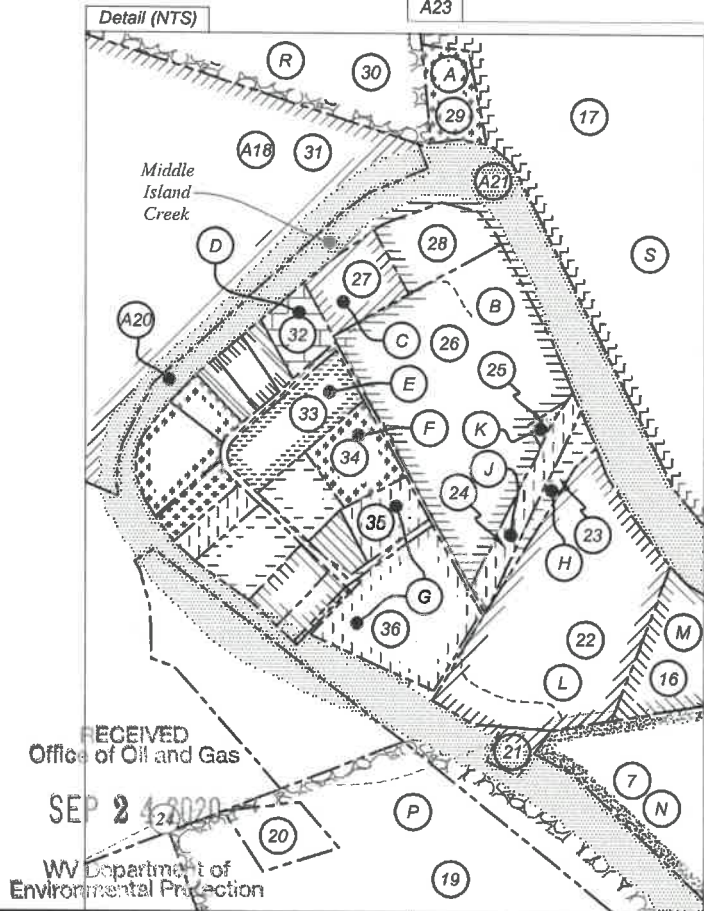 Detail (NTS)
A23
R
30
A
29
17
A18
31
Middle
Island
Creek
A21
D
28
S
27
B
A20
32
C
26
E
25
33
F
K
34
J
24
35
H
23
G
36
22
M
L
16
RECEIVED
Office of Oil and Gas
21
7
SEP 24 2020
24
P
N
20
WV Department of
Environmental Protection
19